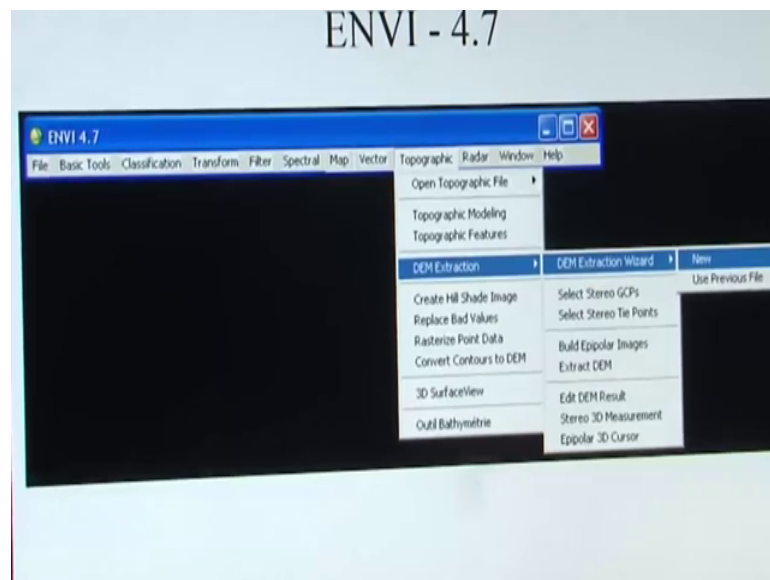 ENVI - 4.7
ENVI 4.7
File Basic Tools Classification Transform Filter Spectral Map Vector Topographic Radar Window Help
Open Topographic File
Topographic Modeling
Topographic Features
DEM Extraction
Create Hill Shade Image
Replace Bad Values
Rasterize Point Data
Convert Contours to DEM
3D SurfaceView
Outil Bathymétrie
DEM Extraction Wizard
Select Stereo GCPs
Select Stereo Tie Points
Build Epipolar Images
Extract DEM
Edit DEM Result
Stereo 3D Measurement
Epipolar 3D Cursor
New
Use Previous File